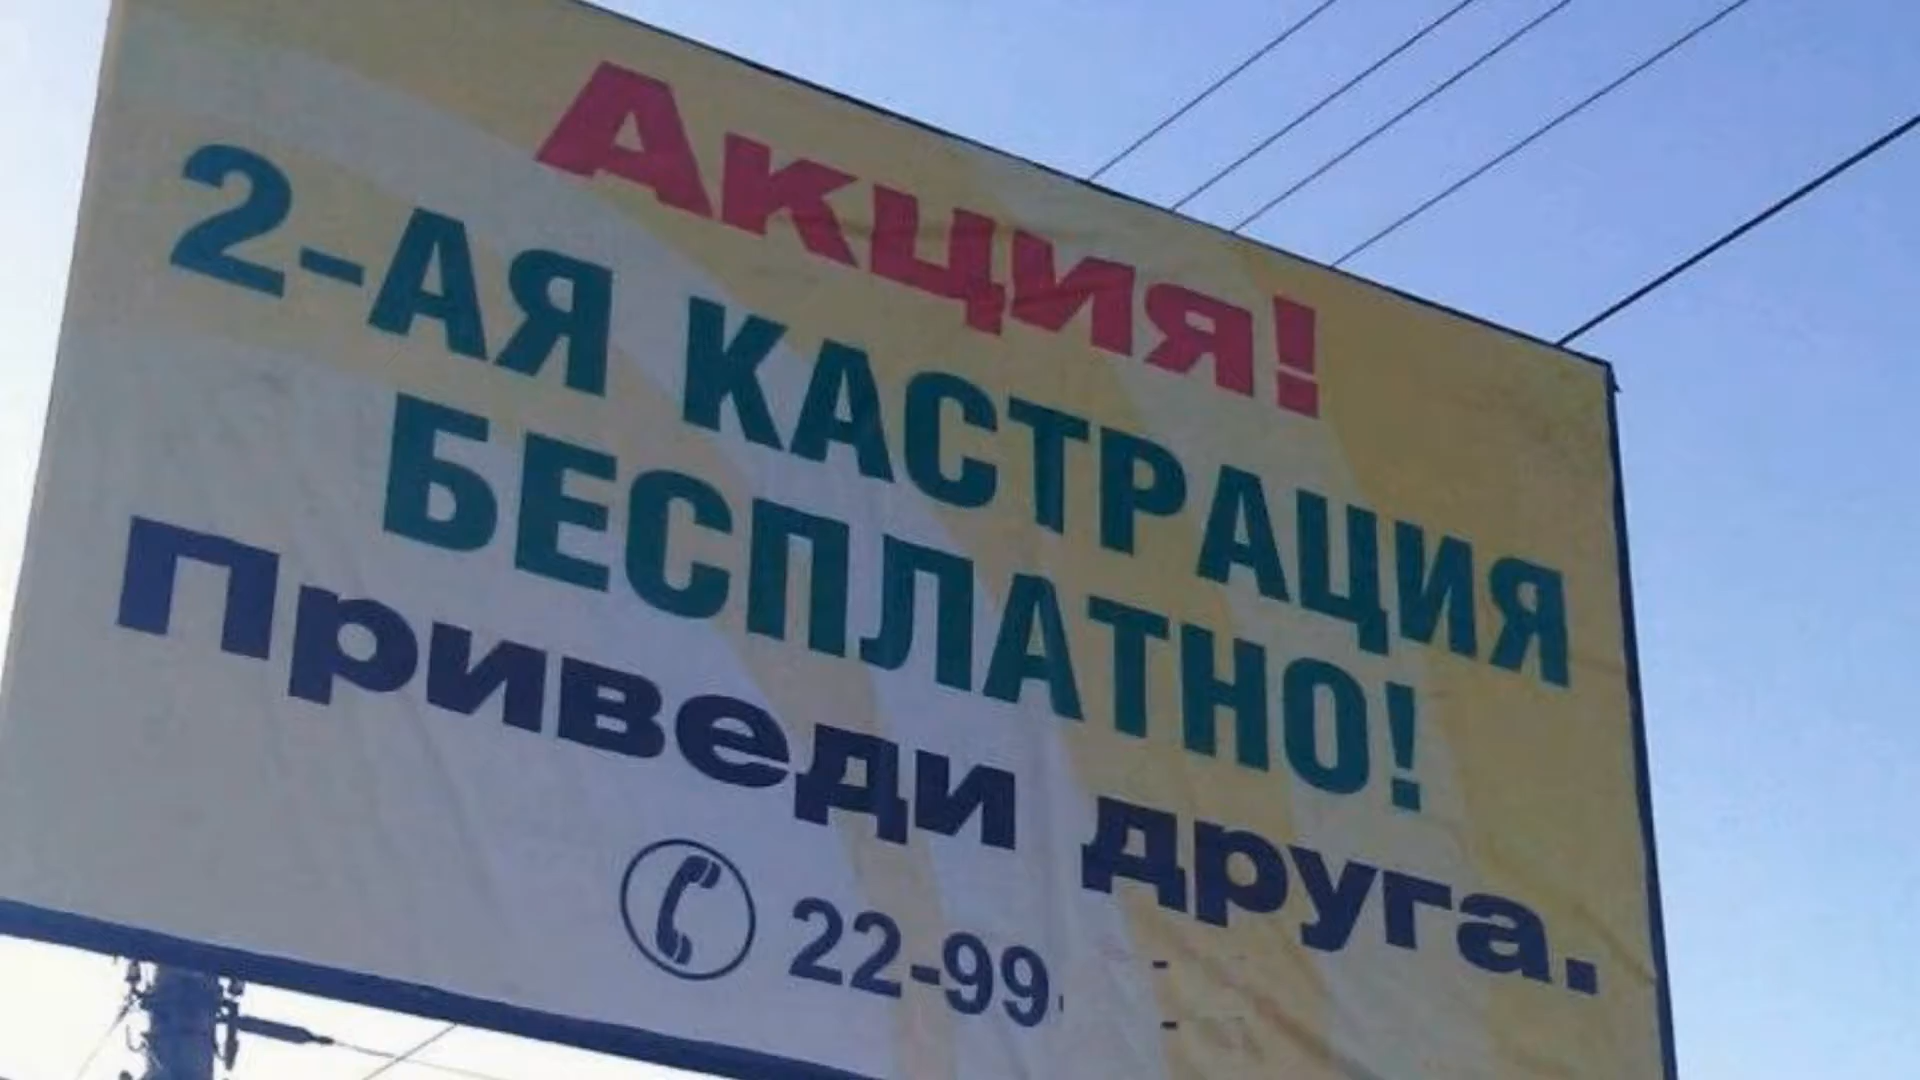 Акция!
2-АЯ КАСТРАЦИЯ
БЕСПЛАТНО!
Приведи друга.
22-99